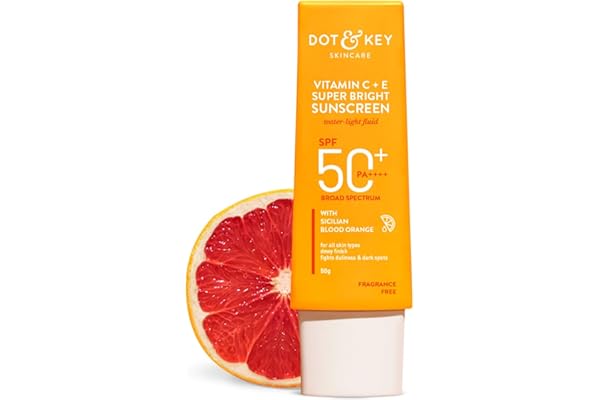 DOT & KEY
SKINCARE
VITAMIN C + E
SUPER BRIGHT
SUNSCREEN
water-light fluid
SPF
50+
PA++++
BROAD SPECTRUM
WITH
SICILIAN
BLOOD ORANGE
for all skin types
dewy finish
fights dullness & dark spots
50g
FRAGRANCE
FREE